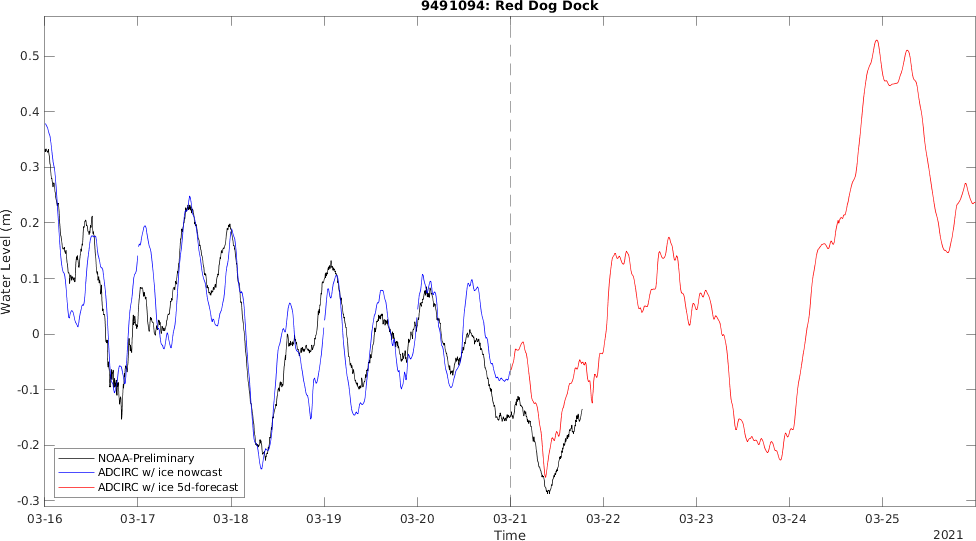 9491094: Red Dog Dock
0.5
0.4
0.3
0.2
0.1
0
-0.1
-0.2
-0.3
Water Level (m)
NOAA-Preliminary
ADCIRC w/ ice nowcast
ADCIRC w/ ice 5d-forecast
03-16 03-17 03-18 03-19 03-20 03-21 03-22 03-23 03-24 03-25
Time
2021